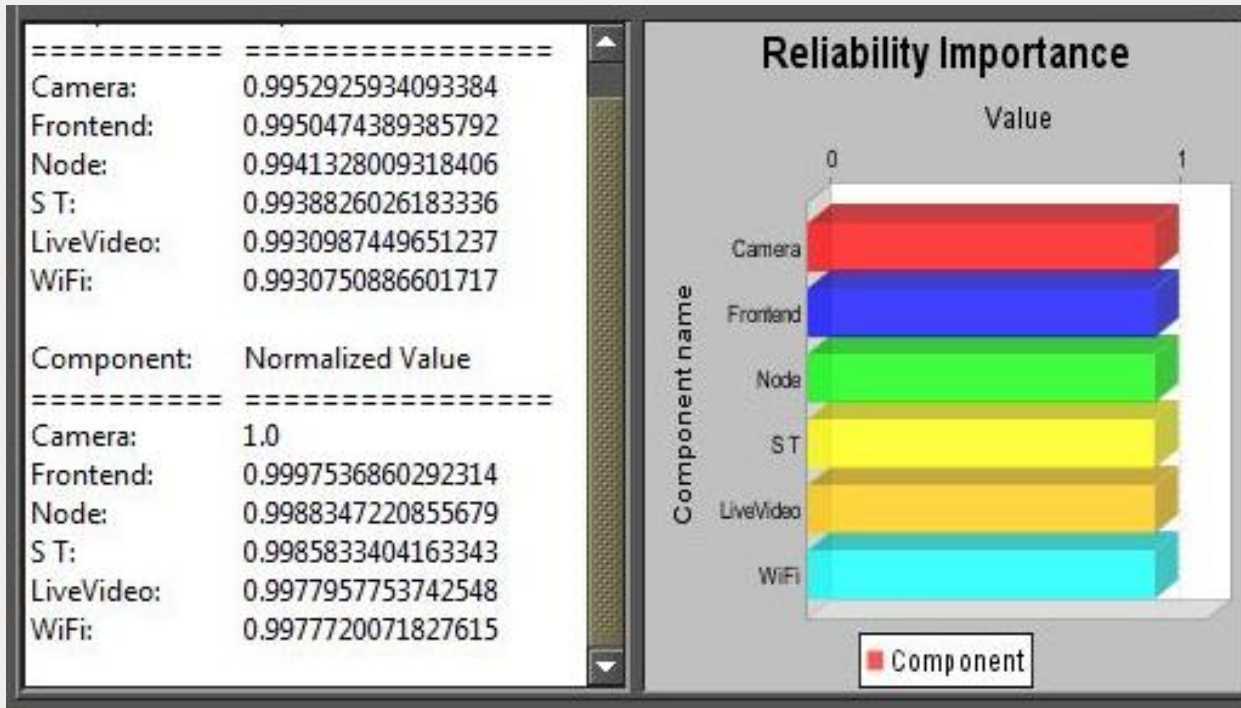 ========== ================
Camera: 0.9952925934093384
Frontend: 0.9950474389385792
Node: 0.9941328009318406
S T: 0.9938826026183336
LiveVideo: 0.9930987449651237
WiFi: 0.9930750886601717
Component: Normalized Value
========== ================
Camera: 1.0
Frontend: 0.9997536860292314
Node: 0.9988347220855679
S T: 0.9985833404163343
LiveVideo: 0.9977957753742548
WiFi: 0.9977720071827615
Reliability Importance
Value
0 1
Component name
Camera
Frontend
Node
S T
LiveVideo
WiFi
Component